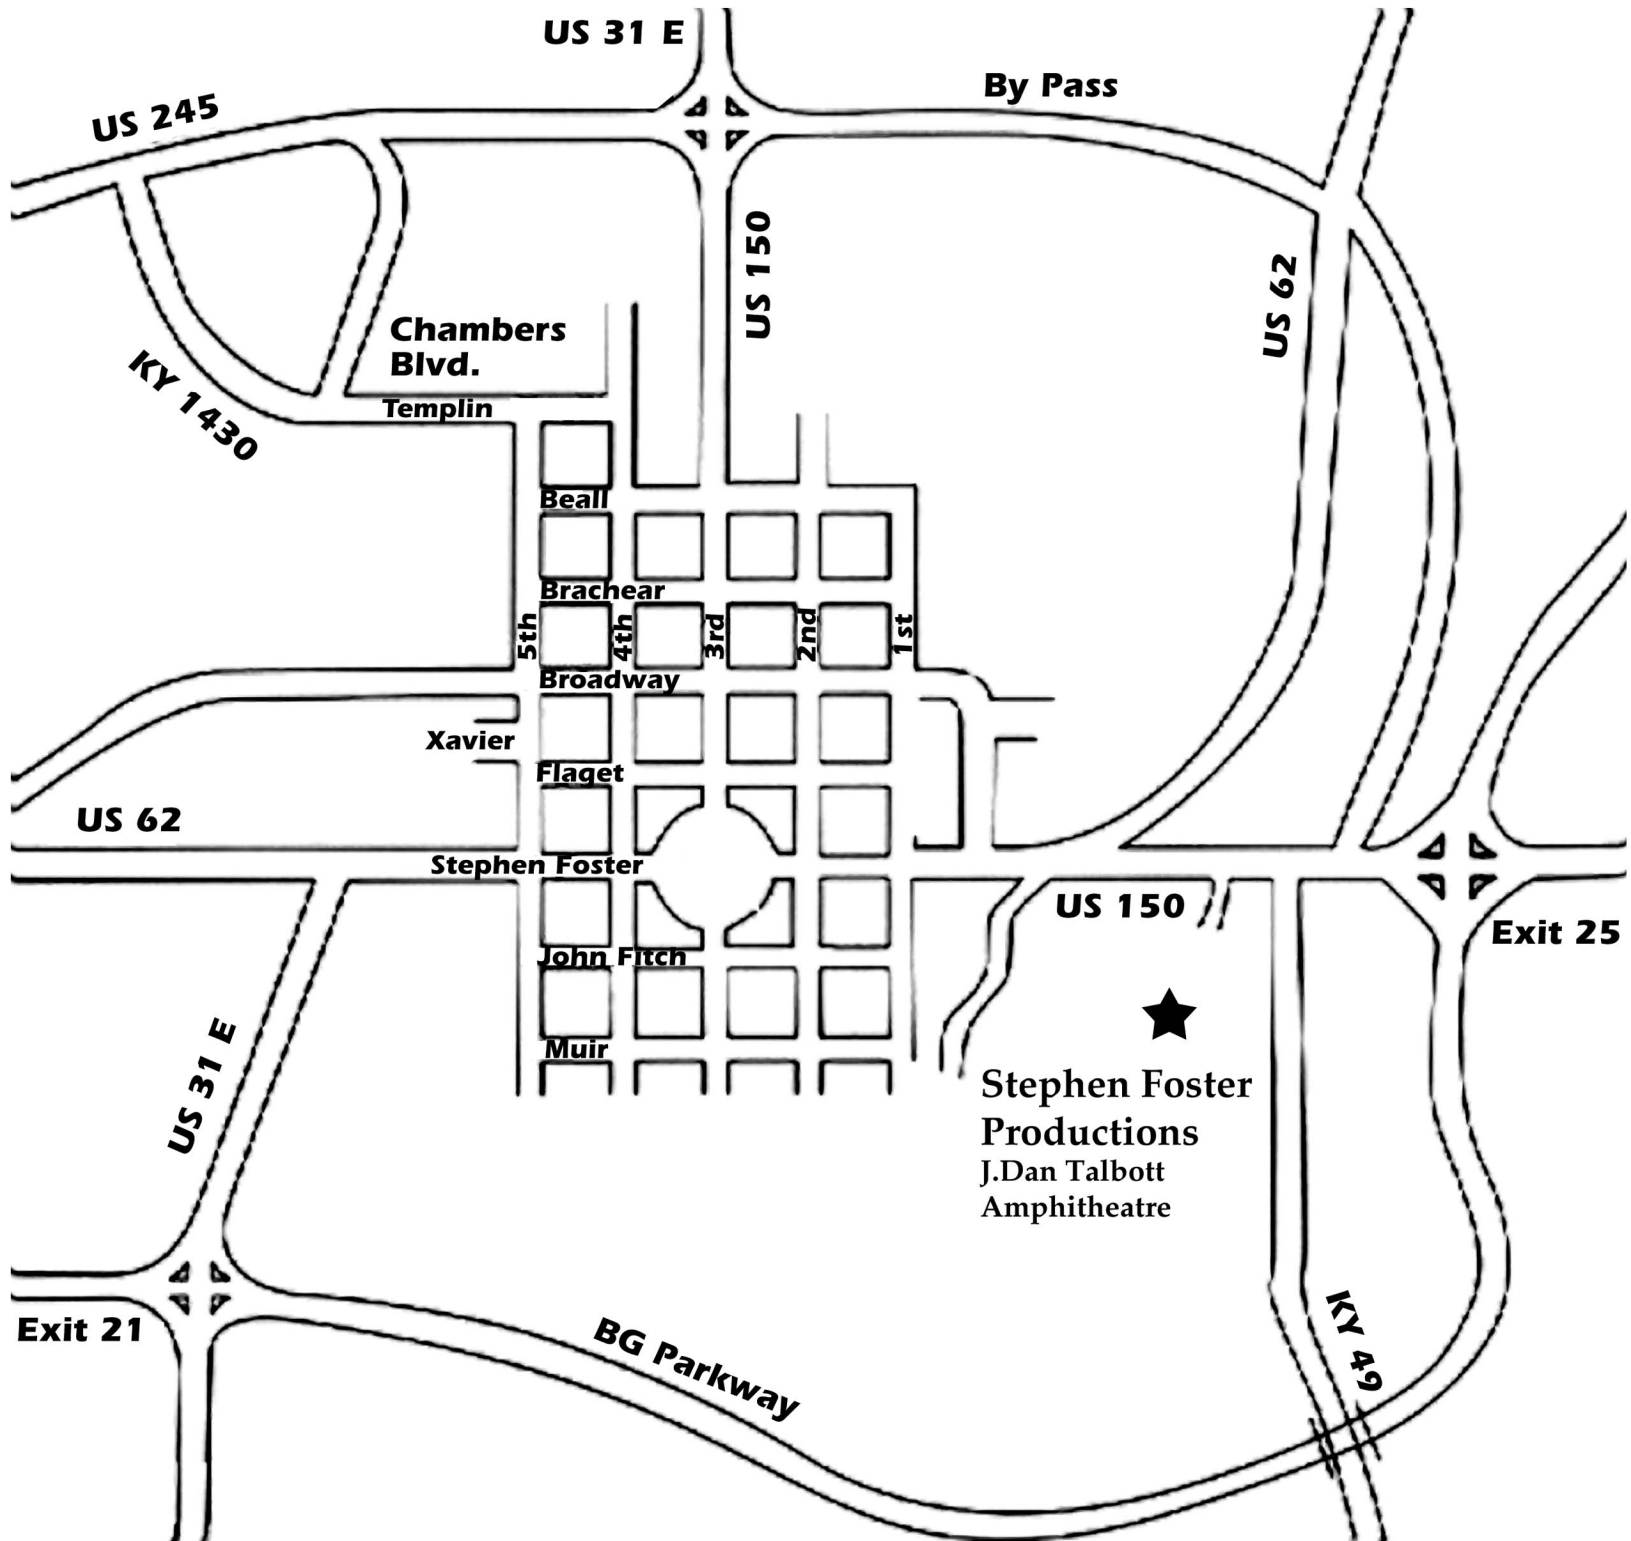 US 31 E
By Pass
US 245
US 150
US 62
Chambers
Blvd.
KY 1430
Templin
Beall
Brachear
5th
4th
3rd
2nd
1st
Broadway
Xavier
Flaget
US 62
Stephen Foster
US 150
Exit 25
John Fitch
US 31 E
Muir
Stephen Foster
Productions
J.Dan Talbott
Amphitheatre
Exit 21
BG Parkway
KY 49